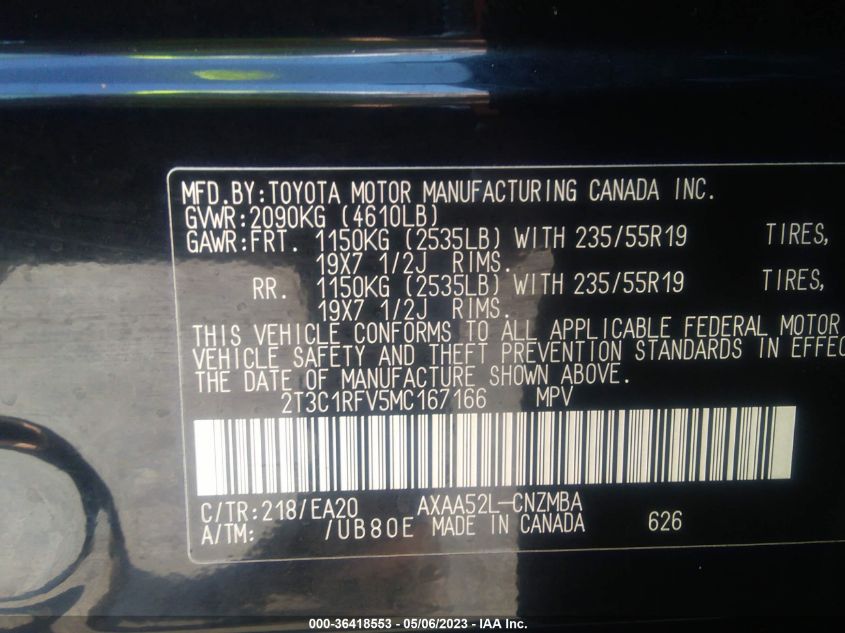 MFD.BY:TOYOTA MOTOR MANUFACTURING CANADA INC.
GVWR:2090KG (4610LB)
GAWR:FRT. 1150KG (2535LB) WITH 235/55R19 TIRES,
19X7 1/2J RIMS.
RR. 1150KG (2535LB) WITH 235/55R19 TIRES,
19X7 1/2J RIMS.
THIS VEHICLE CONFORMS TO ALL APPLICABLE FEDERAL MOTOR
VEHICLE SAFETY AND THEFT PREVENTION STANDARDS IN EFFEC
THE DATE OF MANUFACTURE SHOWN ABOVE.
2T3C1RFV5MC167166 MPV
C/TR:218/EA20 AXAA52L-CNZMBA
A/TM: /UB80E MADE IN CANADA 626
000-36418553 - 05/06/2023 - IAA Inc.